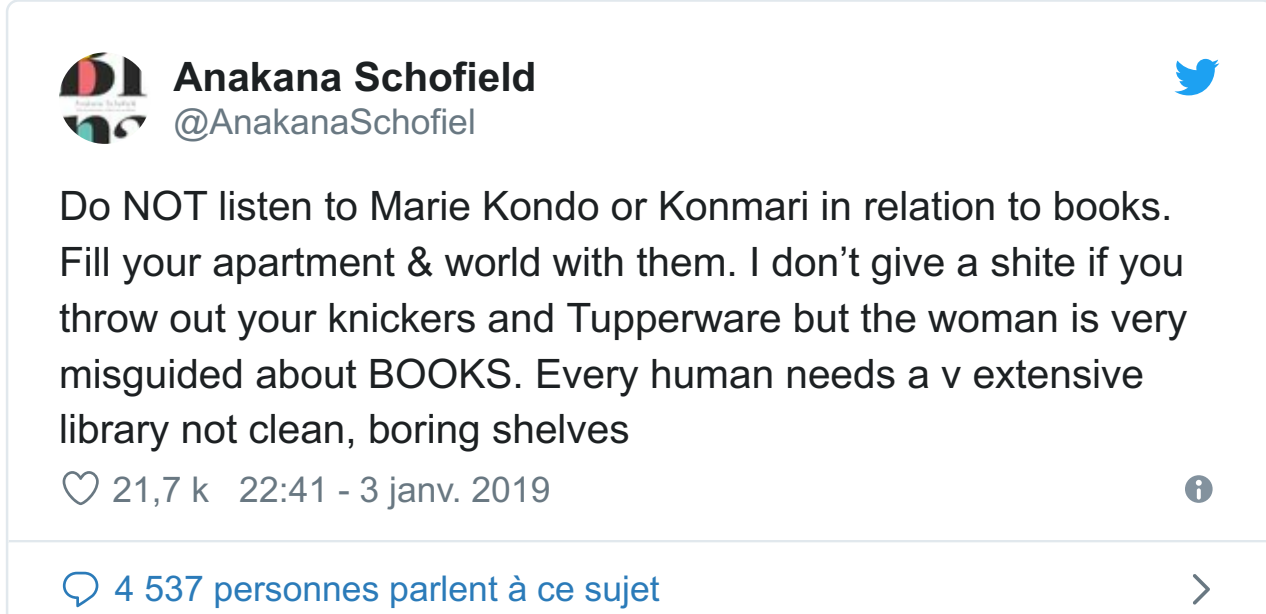 Anakana Schofield
@AnakanaSchofiel
Do NOT listen to Marie Kondo or Konmari in relation to books.
Fill your apartment & world with them. I don’t give a shite if you
throw out your knickers and Tupperware but the woman is very
misguided about BOOKS. Every human needs a v extensive
library not clean, boring shelves
21,7 k 22:41 - 3 janv. 2019
4 537 personnes parlent à ce sujet